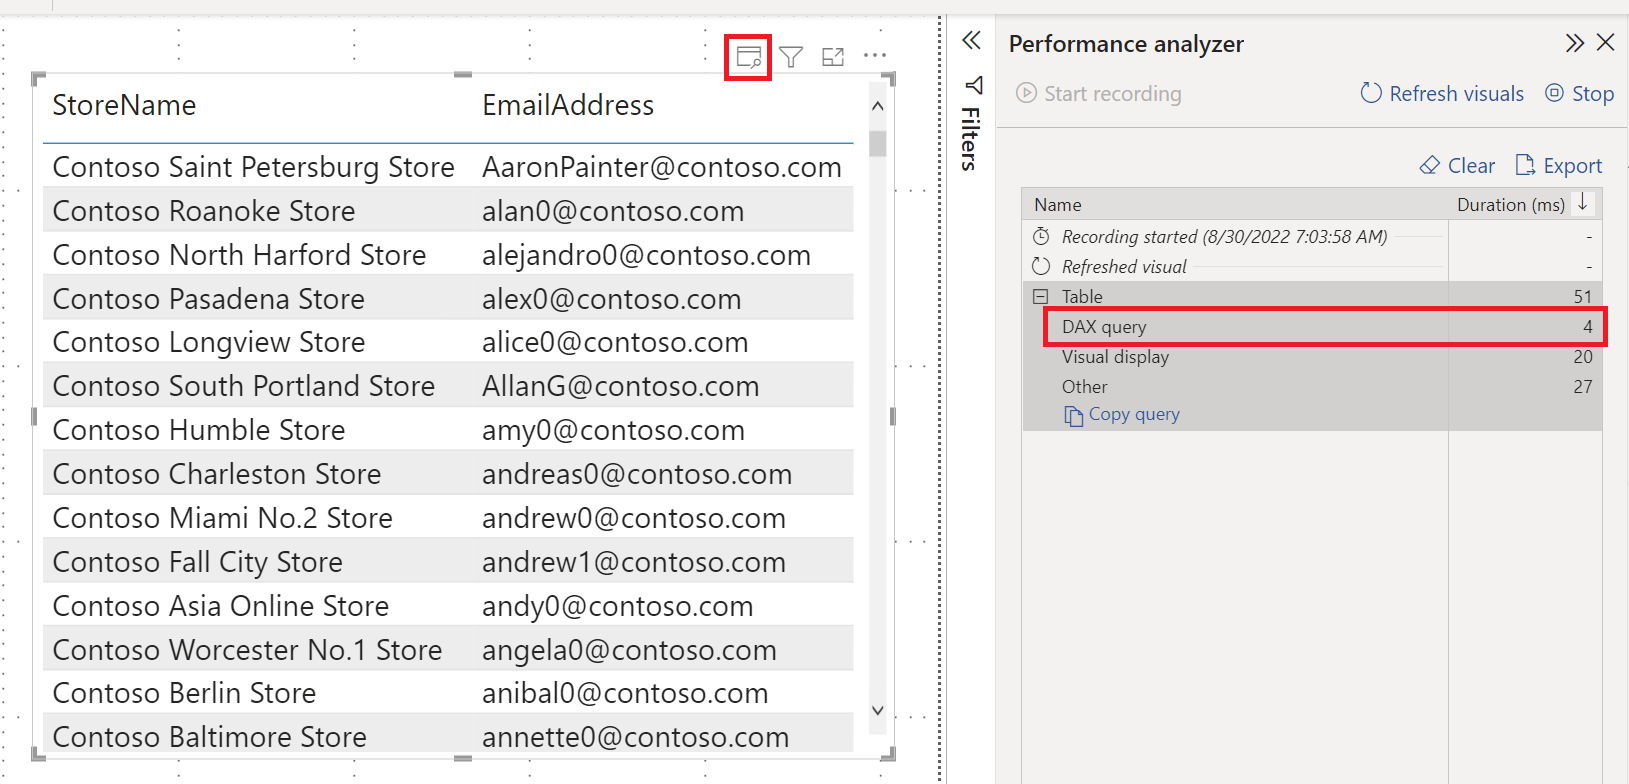 StoreName EmailAddress
Contoso Saint Petersburg Store AaronPainter@contoso.com
Contoso Roanoke Store alan0@contoso.com
Contoso North Harford Store alejandro0@contoso.com
Contoso Pasadena Store alex0@contoso.com
Contoso Longview Store alice0@contoso.com
Contoso South Portland Store AllanG@contoso.com
Contoso Humble Store amy0@contoso.com
Contoso Charleston Store andreas0@contoso.com
Contoso Miami No.2 Store andrew0@contoso.com
Contoso Fall City Store andrew1@contoso.com
Contoso Asia Online Store andy0@contoso.com
Contoso Worcester No.1 Store angela0@contoso.com
Contoso Berlin Store anibal0@contoso.com
Contoso Baltimore Store annette0@contoso.com
Filters
Performance analyzer
Start recording Refresh visuals Stop
Clear Export
Name Duration (ms)
Recording started (8/30/2022 7:03:58 AM) -
Refreshed visual -
Table 51
DAX query 4
Visual display 20
Other 27
Copy query